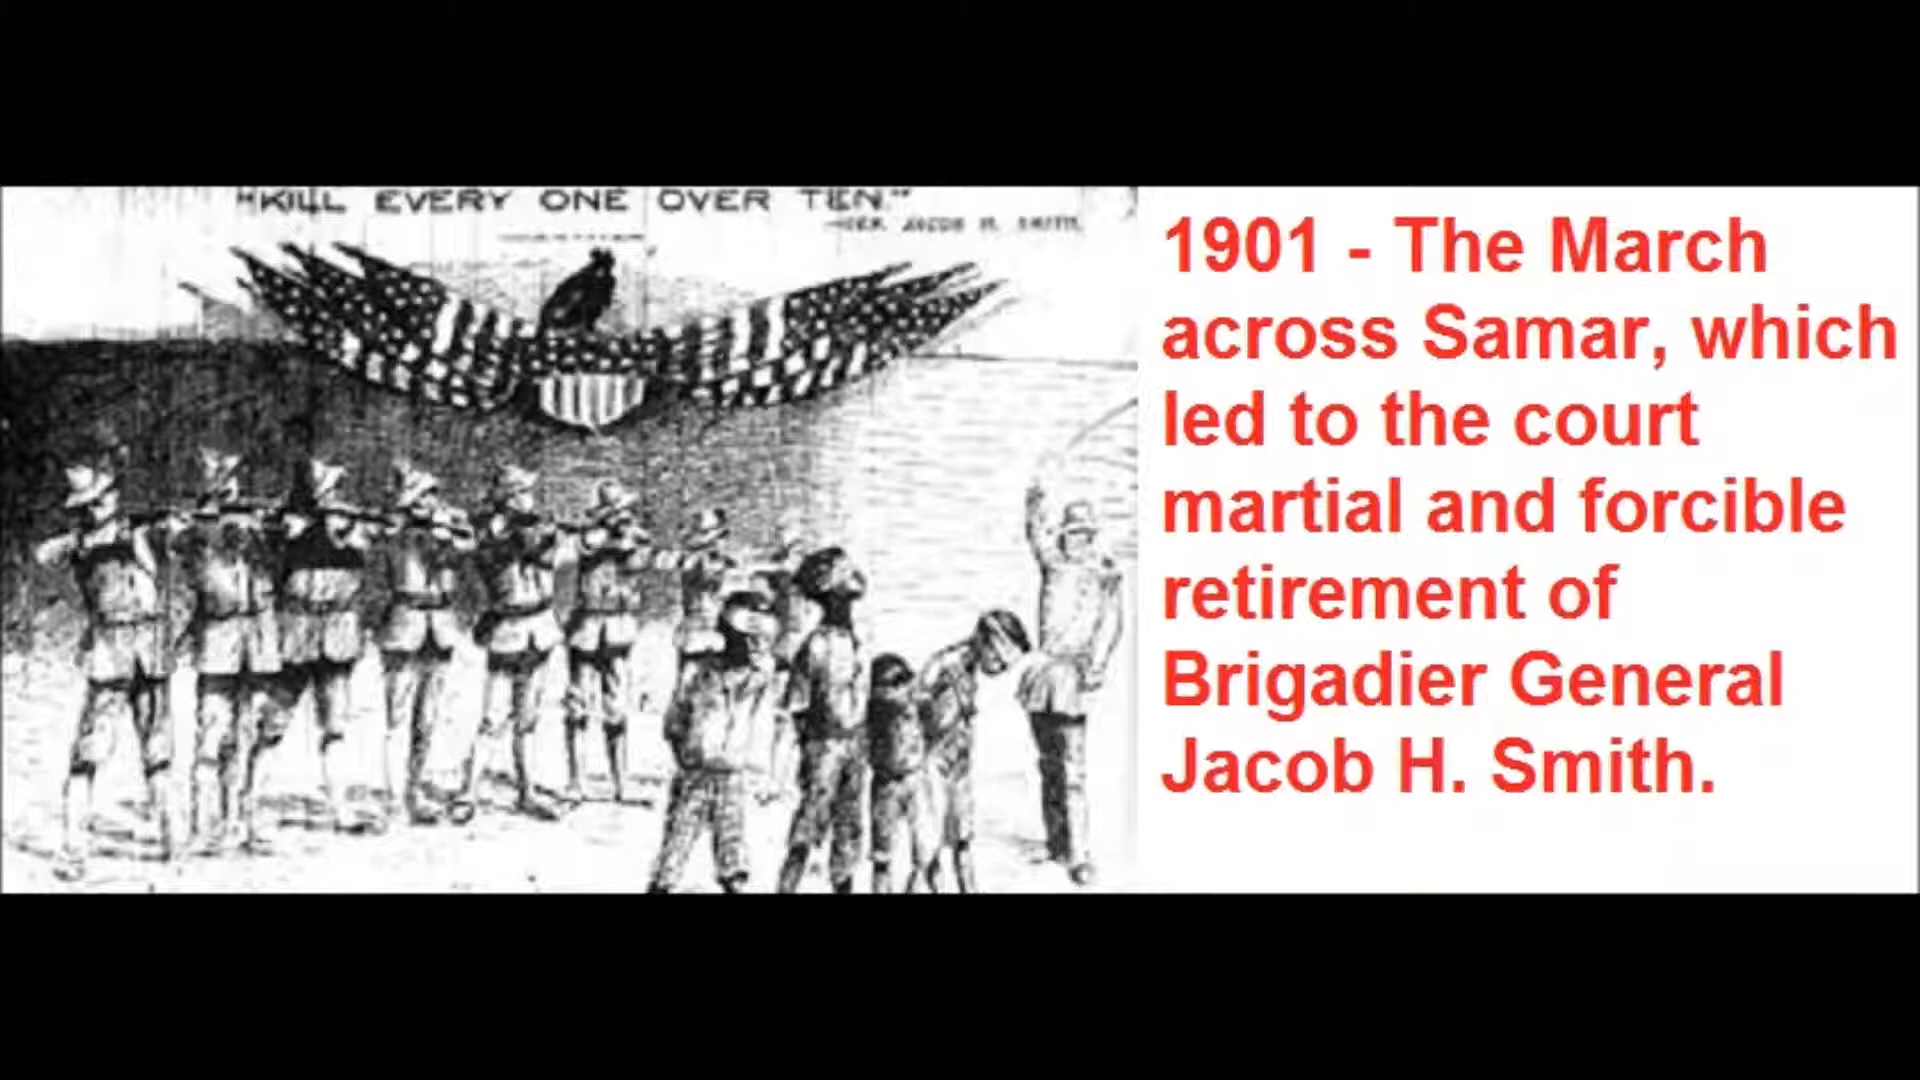 "KILL EVERY ONE OVER TEN."
JACOB H. SMITH.
1901 - The March
across Samar, which
led to the court
martial and forcible
retirement of
Brigadier General
Jacob H. Smith.